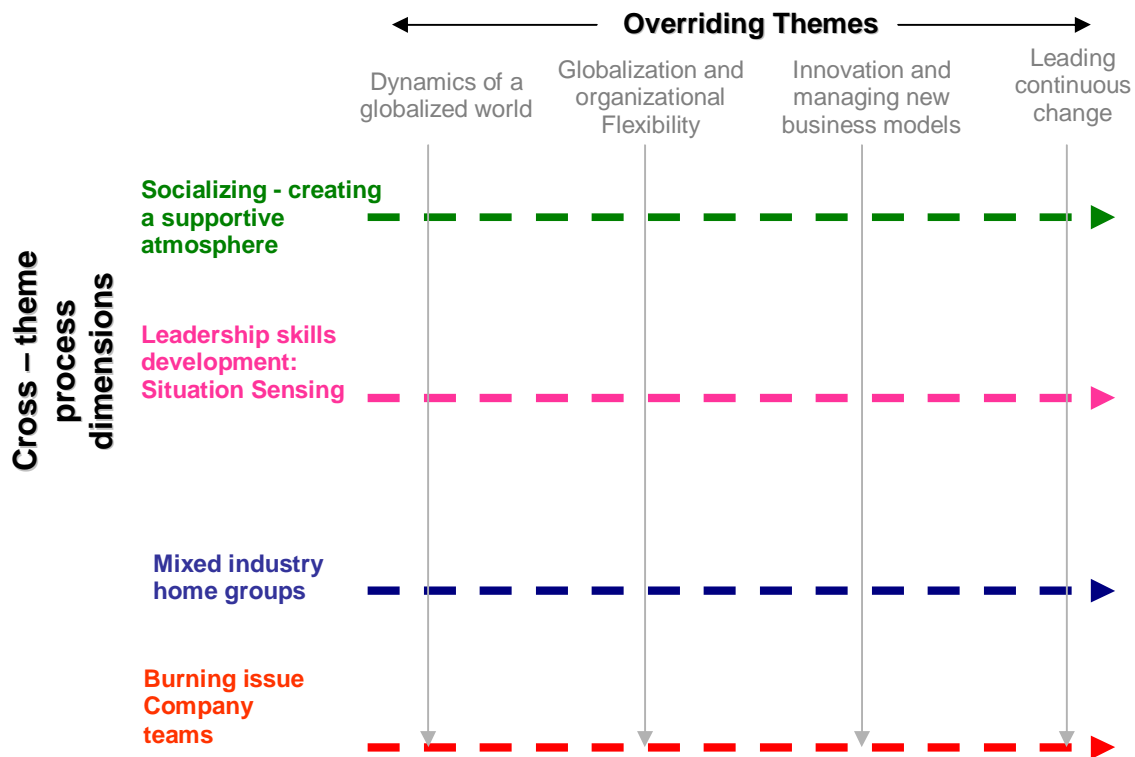 Overriding Themes
Dynamics of a
globalized world
Globalization and
organizational
Flexibility
Innovation and
managing new
business models
Leading
continuous
change
Cross – theme
process
dimensions
Socializing - creating
a supportive
atmosphere
Leadership skills
development:
Situation Sensing
Mixed industry
home groups
Burning issue
Company
teams